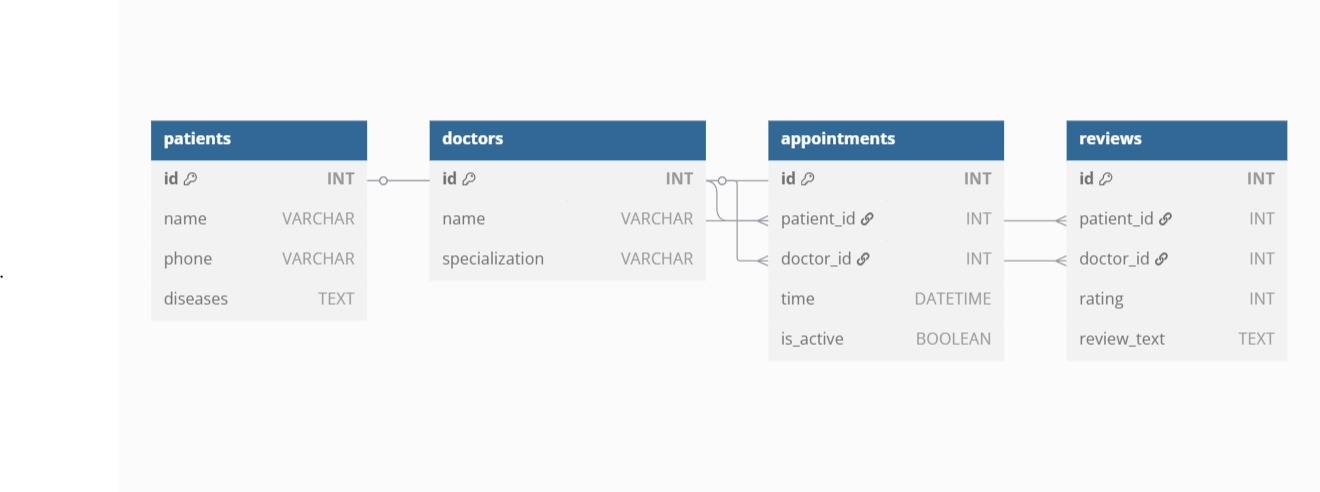 patients
id INT
name VARCHAR
phone VARCHAR
diseases TEXT
doctors
id INT
name VARCHAR
specialization VARCHAR
appointments
id INT
patient_id INT
doctor_id INT
time DATETIME
is_active BOOLEAN
reviews
id INT
patient_id INT
doctor_id INT
rating INT
review_text TEXT
.